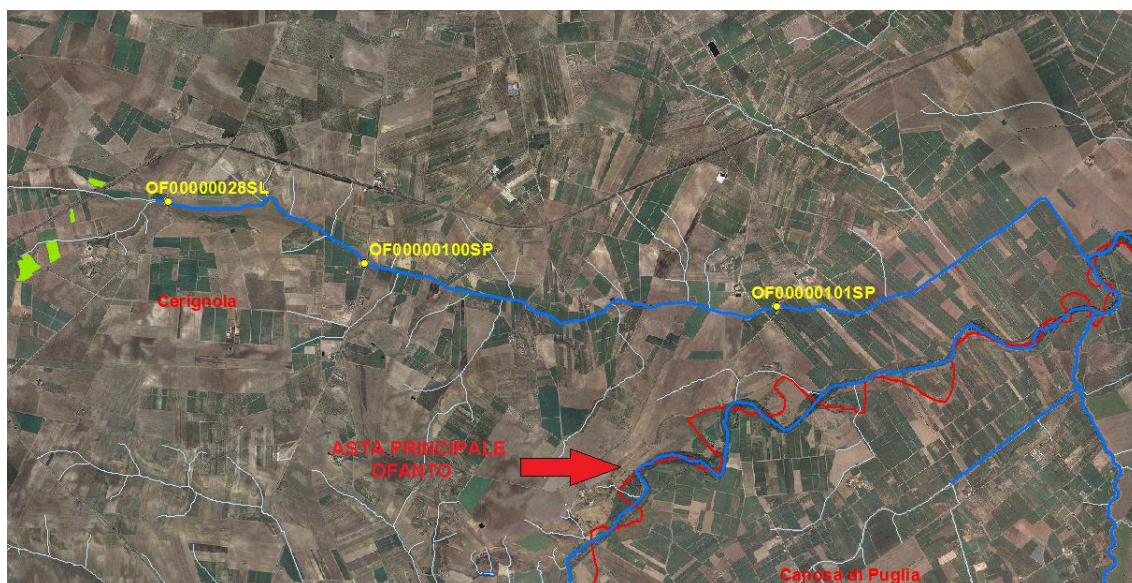 OF00000028SL
OF00000100SP
Cerignola
OF00000101SP
ASTA PRINCIPALE
OFANTO
Canosa di Puglia